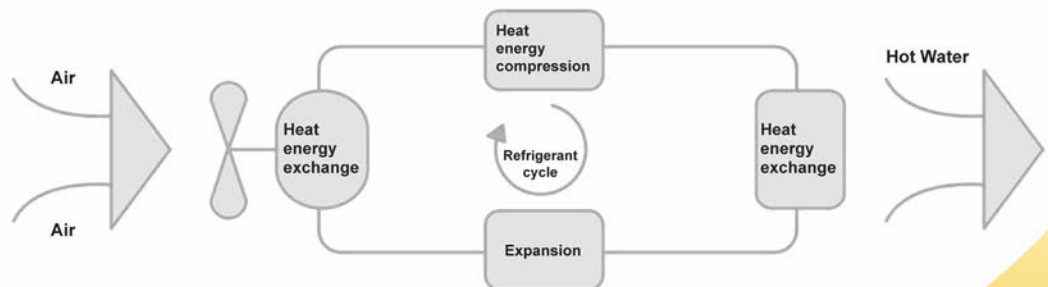 Air
Air
Heat
energy
exchange
Heat
energy
compression
Refrigerant
cycle
Expansion
Heat
energy
exchange
Hot Water